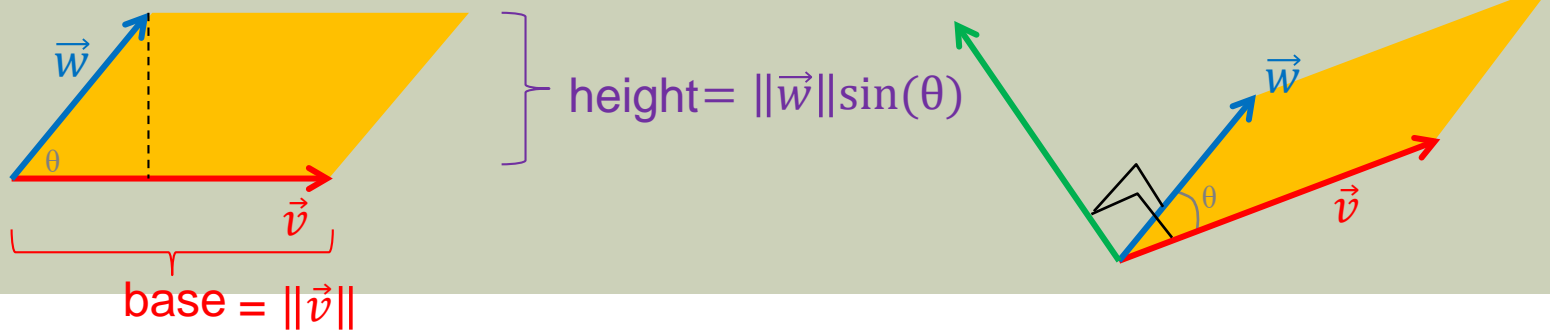 w⃗
θ
v⃗
base = ‖v⃗‖
height= ‖w⃗‖sin(θ)
w⃗
θ
v⃗